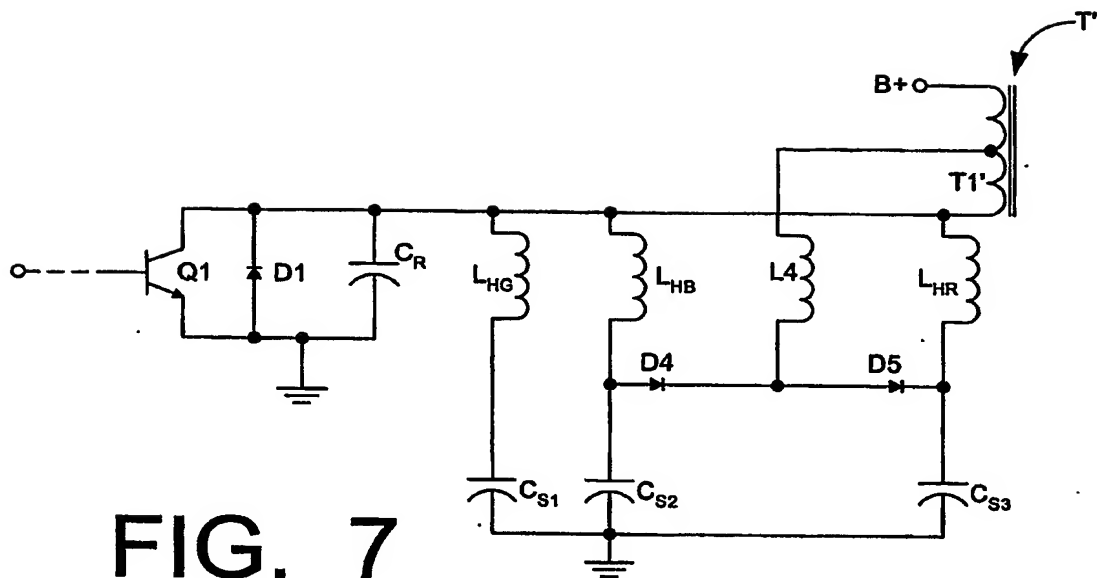 T'
B+
T1'
Q1
D1
C_R
L_HG
L_HB
L4
L_HR
D4
D5
C_S1
C_S2
C_S3
FIG. 7